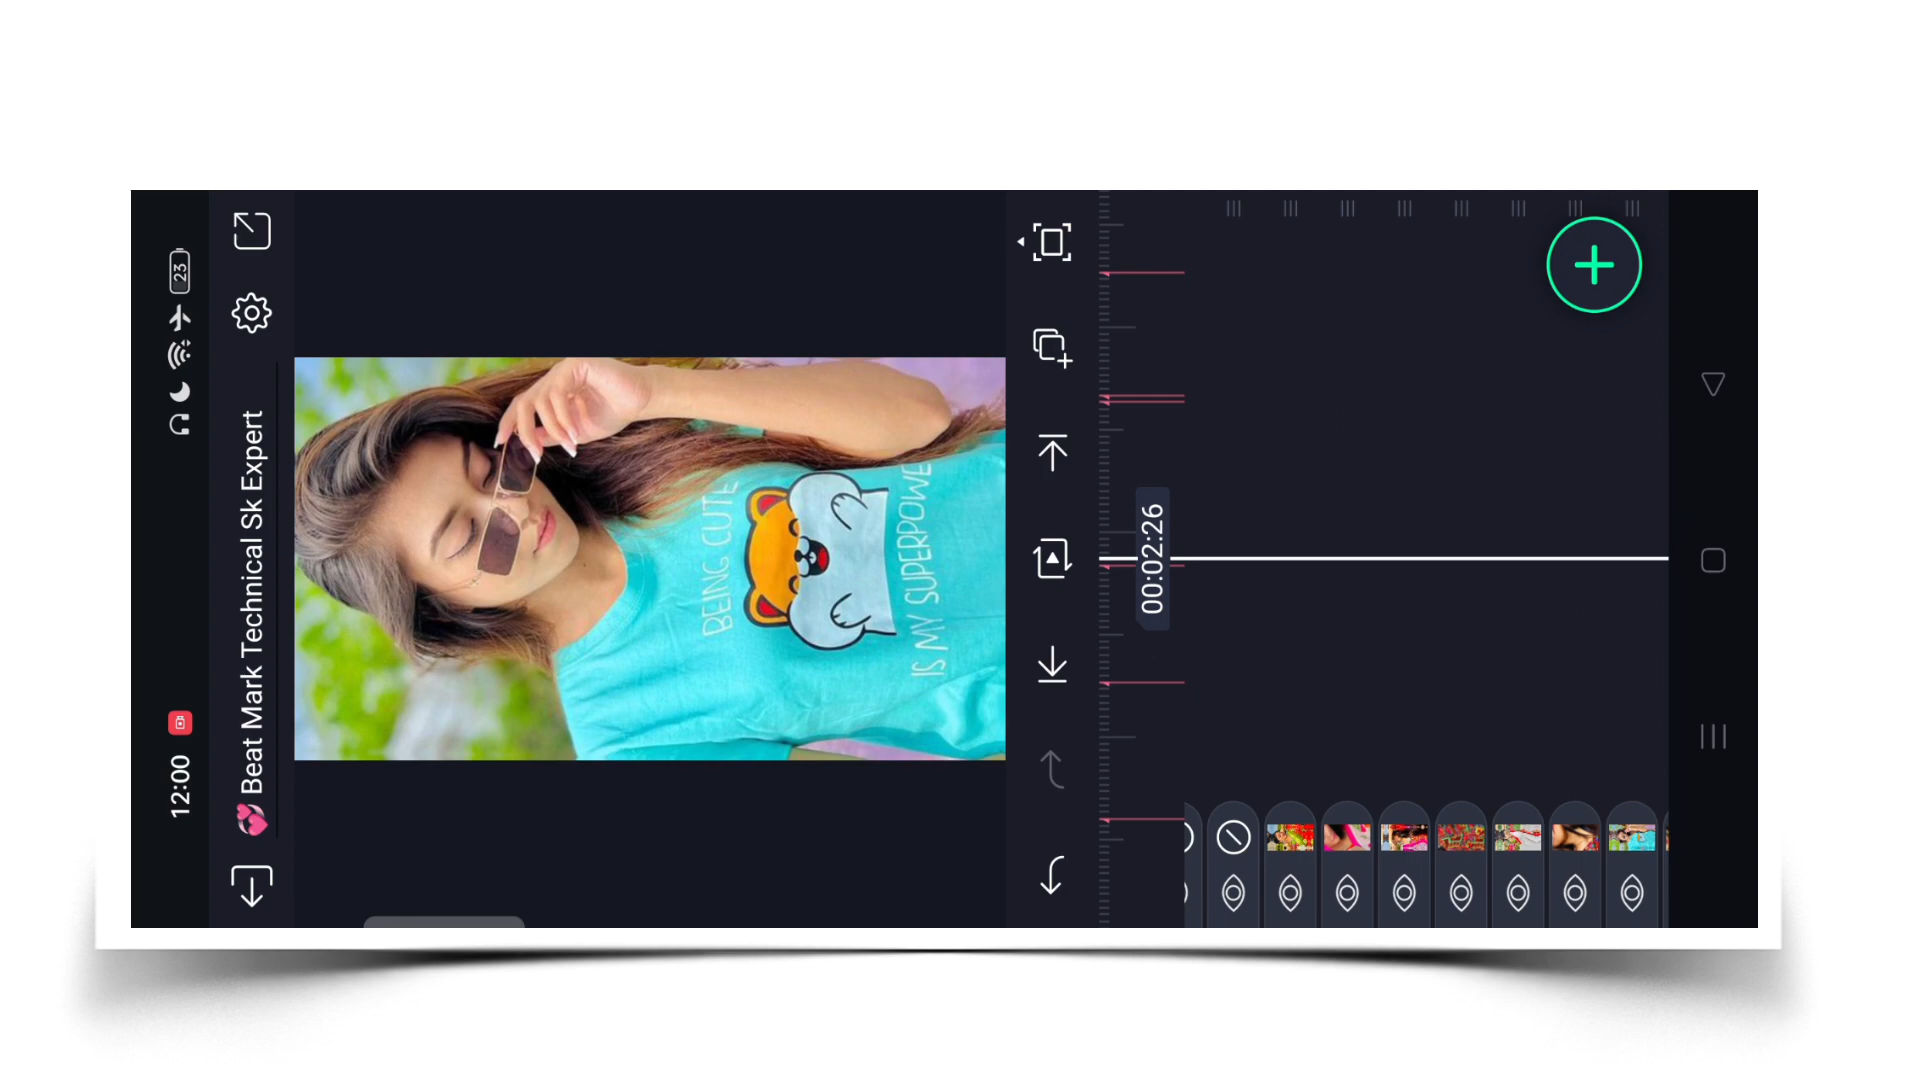 12:00
23
💞 Beat Mark Technical Sk Expert
BEING CUTE
IS MY SUPERPOWE
00:02:26